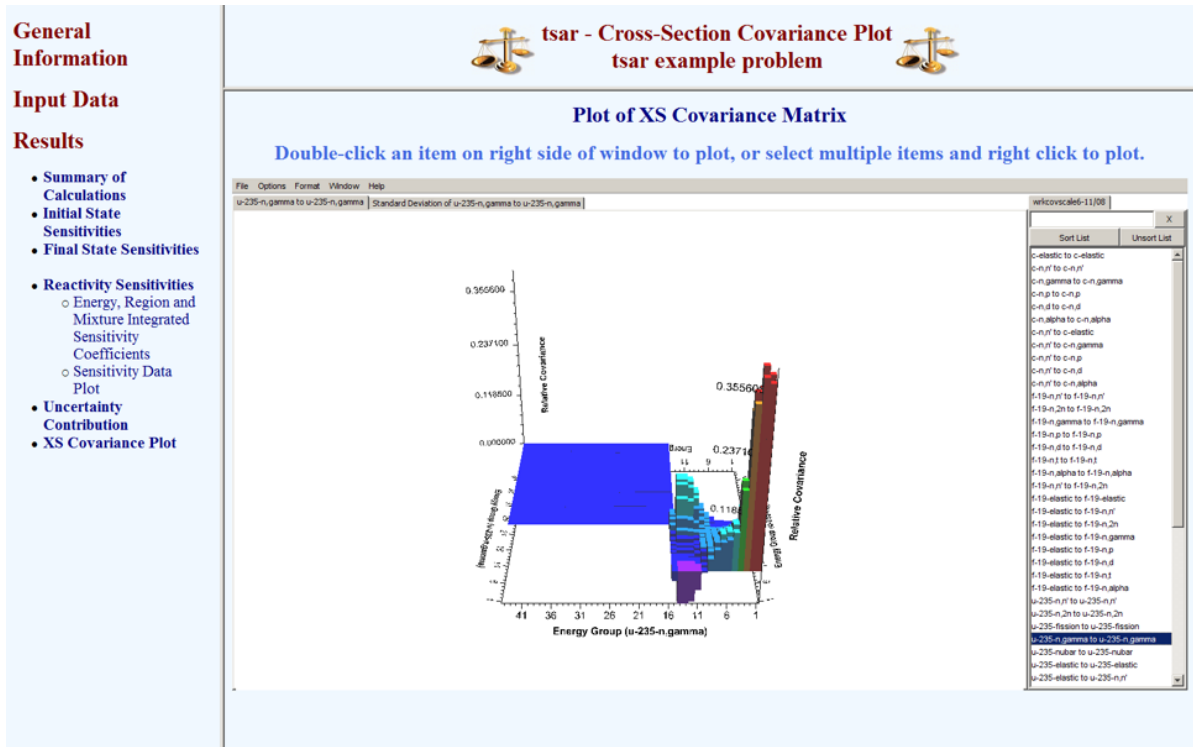 General
Information
Input Data
Results
Summary of
Calculations
Initial State
Sensitivities
Final State Sensitivities
Reactivity Sensitivities
Energy, Region and
Mixture Integrated
Sensitivity
Coefficients
Sensitivity Data
Plot
Uncertainty
Contribution
XS Covariance Plot
tsar - Cross-Section Covariance Plot
tsar example problem
Plot of XS Covariance Matrix
Double-click an item on right side of window to plot, or select multiple items and right click to plot.
File Options Format Window Help
u-235-n,gamma to u-235-n,gamma
Standard Deviation of u-235-n,gamma to u-235-n,gamma
Relative Covariance
0.237100
0.118600
0.000000
Relative Covariance
41 36 31 26 21 16 11 6 1
Energy Group (u-235-n,gamma)
wrkcovscale6-11/08
X
Sort List Unsort List
c-elastic to c-elastic
c-n,n' to c-n,n'
c-n,gamma to c-n,gamma
c-n,p to c-n,p
c-n,d to c-n,d
c-n,alpha to c-n,alpha
c-n,n' to c-elastic
c-n,n' to c-n,gamma
c-n,n' to c-n,p
c-n,n' to c-n,d
c-n,n' to c-n,alpha
f-19-n,n' to f-19-n,n'
f-19-n,2n to f-19-n,2n
f-19-n,gamma to f-19-n,gamma
f-19-n,p to f-19-n,p
f-19-n,d to f-19-n,d
f-19-n,t to f-19-n,t
f-19-n,alpha to f-19-n,alpha
f-19-n,n' to f-19-n,2n
f-19-elastic to f-19-elastic
f-19-elastic to f-19-n,n'
f-19-elastic to f-19-n,2n
f-19-elastic to f-19-n,gamma
f-19-elastic to f-19-n,p
f-19-elastic to f-19-n,d
f-19-elastic to f-19-n,t
f-19-elastic to f-19-n,alpha
u-235-n,n' to u-235-n,n'
u-235-n,2n to u-235-n,2n
u-235-fission to u-235-fission
u-235-n,gamma to u-235-n,gamma
u-235-nubar to u-235-nubar
u-235-elastic to u-235-elastic
u-235-elastic to u-235-n,n'